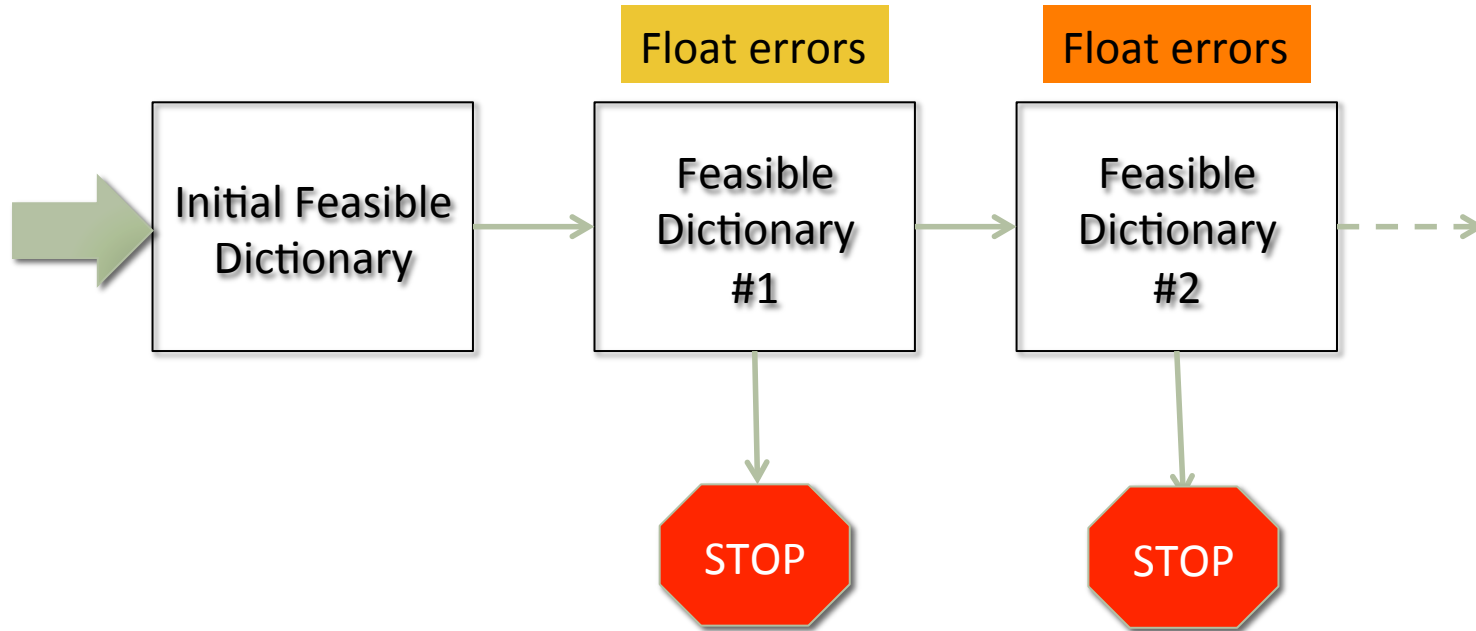 Float errors
Float errors
Initial Feasible
Dictionary
Feasible
Dictionary
#1
Feasible
Dictionary
#2
STOP
STOP